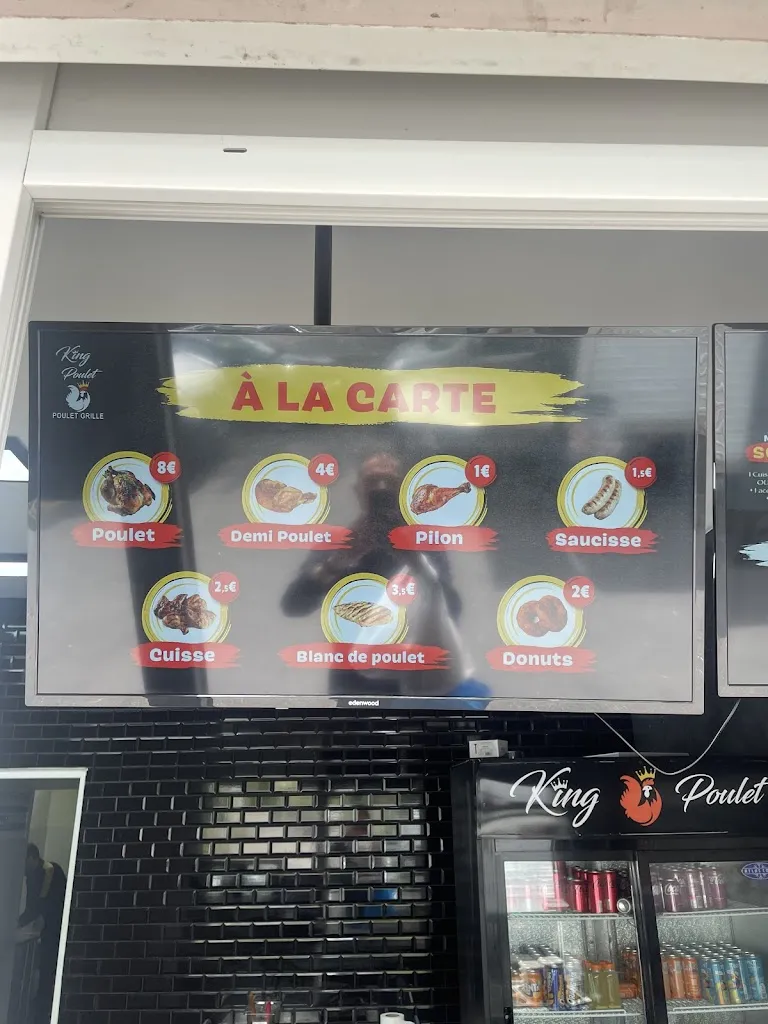 King
Poulet
POULET GRILLE
À LA CARTE
8€
Poulet
4€
Demi Poulet
1€
Pilon
1,5€
Saucisse
2,5€
Cuisse
3,5€
Blanc de poulet
2€
Donuts
edenwood
King Poulet